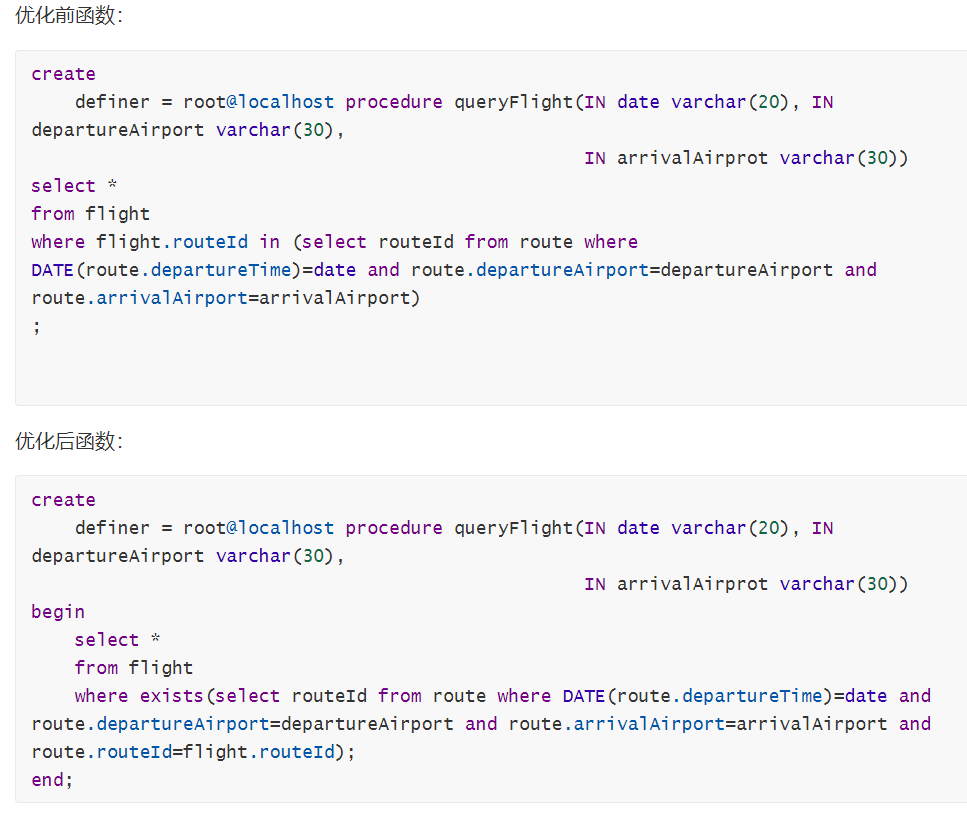 优化前函数：
create
    definer = root@localhost procedure queryFlight(IN date varchar(20), IN
departureAirport varchar(30),
                                                   IN arrivalAirprot varchar(30))
select *
from flight
where flight.routeId in (select routeId from route where
DATE(route.departureTime)=date and route.departureAirport=departureAirport and
route.arrivalAirport=arrivalAirport)
;
优化后函数：
create
    definer = root@localhost procedure queryFlight(IN date varchar(20), IN
departureAirport varchar(30),
                                                   IN arrivalAirprot varchar(30))
begin
    select *
    from flight
    where exists(select routeId from route where DATE(route.departureTime)=date and
route.departureAirport=departureAirport and route.arrivalAirport=arrivalAirport and
route.routeId=flight.routeId);
end;